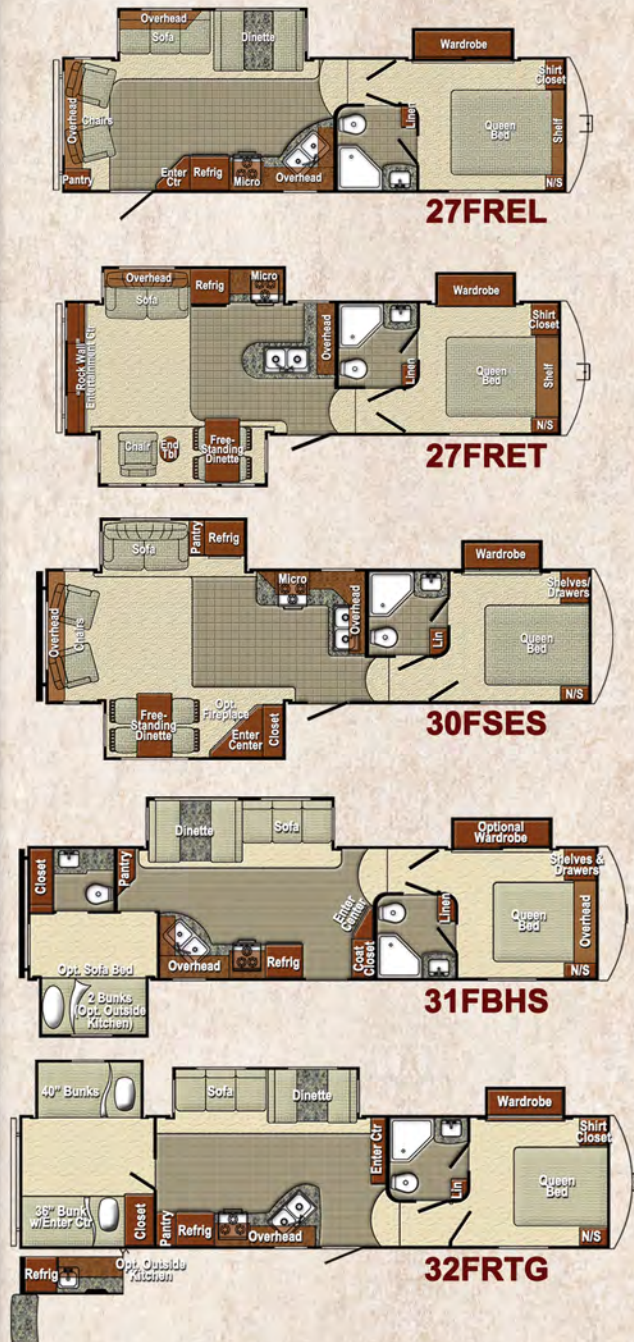 Overhead
Sofa
Dinette
Wardrobe
Shirt
Closet
Overhead
Chairs
Linen
Queen
Bed
Shelf
Pantry
Enter
Ctr
Refrig
Micro
Overhead
N/S
27FREL
Overhead
Sofa
Refrig
Micro
Wardrobe
"Rock Wall"
Entertainment Ctr
Overhead
Shirt
Closet
Linen
Queen
Bed
Shelf
Chair
End
Tbl
Free-
Standing
Dinette
N/S
27FRET
Sofa
Pantry
Refrig
Wardrobe
Micro
Overhead
Chairs
Overhead
Shelves/
Drawers
Lin
Queen
Bed
Free-
Standing
Dinette
Opt.
Fireplace
Enter
Center
Closet
N/S
30FSES
Dinette
Sofa
Optional
Wardrobe
Closet
Pantry
Shelves &
Drawers
Enter
Center
Linen
Queen
Bed
Overhead
Opt. Sofa Bed
Overhead
Refrig
Coat
Closet
N/S
2 Bunks
(Opt. Outside
Kitchen)
31FBHS
40" Bunks
Sofa
Dinette
Wardrobe
Shirt
Closet
Enter Ctr
Lin
Queen
Bed
36" Bunk
w/Enter Ctr
Closet
Pantry
Refrig
Overhead
N/S
Opt. Outside
Kitchen
Refrig
32FRTG